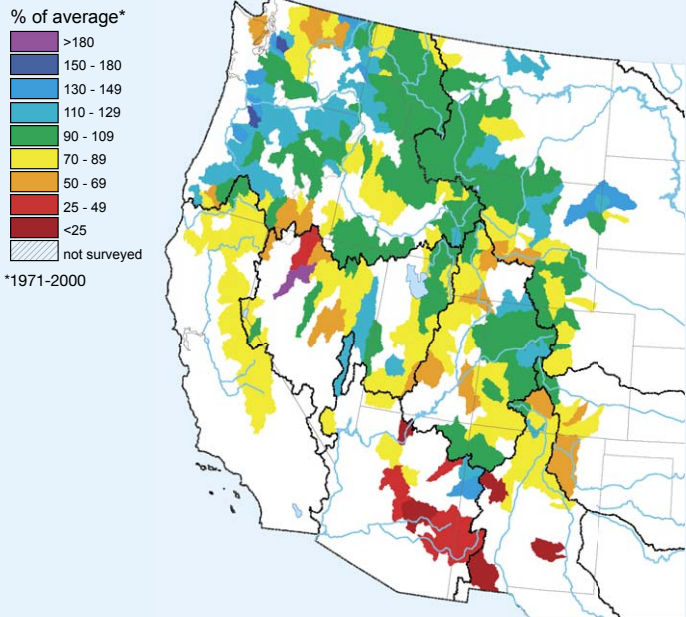 % of average*
>180
150 - 180
130 - 149
110 - 129
90 - 109
70 - 89
50 - 69
25 - 49
<25
not surveyed
*1971-2000